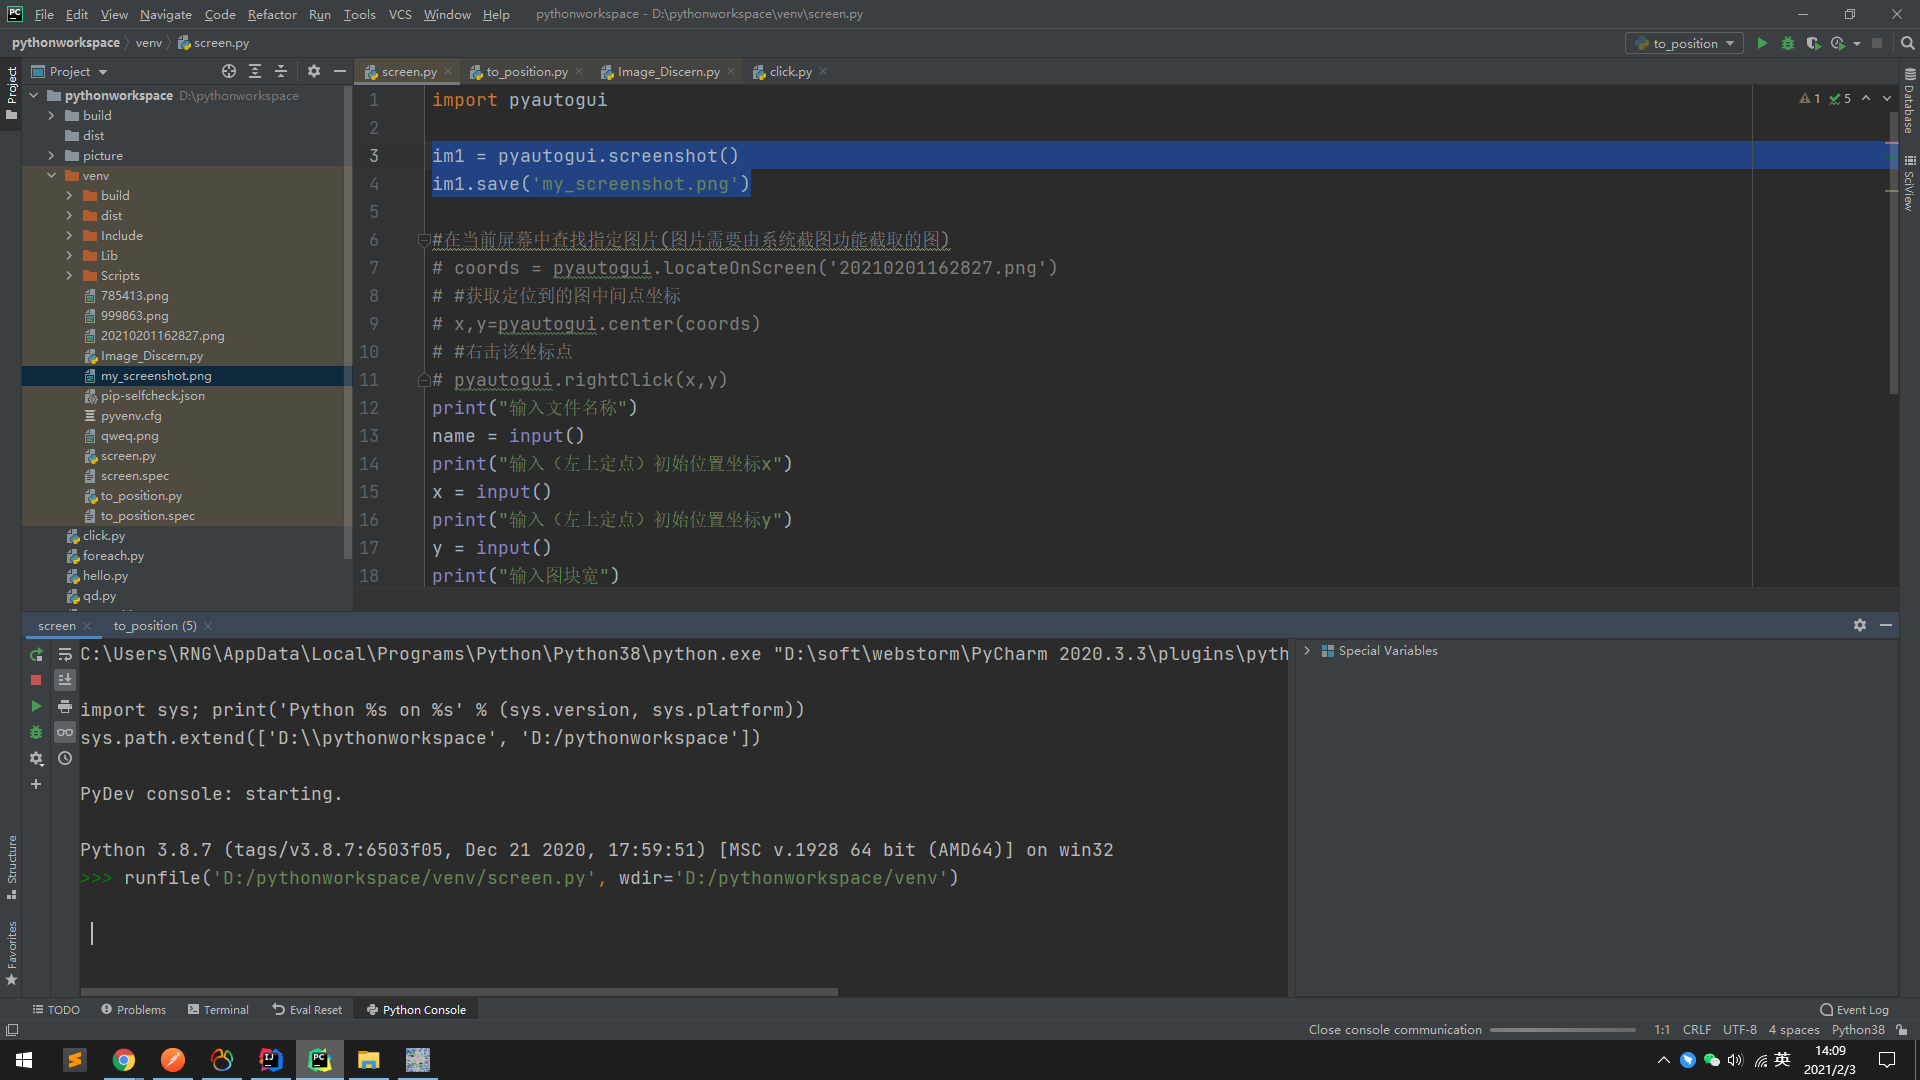 File Edit View Navigate Code Refactor Run Tools VCS Window Help pythonworkspace - D:\pythonworkspace\venv\screen.py
pythonworkspace venv screen.py to_position
Project
screen.py to_position.py Image_Discern.py click.py
Project
pythonworkspace D:\pythonworkspace
build
dist
picture
venv
build
dist
Include
Lib
Scripts
785413.png
999863.png
20210201162827.png
Image_Discern.py
my_screenshot.png
pip-selfcheck.json
pyvenv.cfg
qweq.png
screen.py
screen.spec
to_position.py
to_position.spec
click.py
foreach.py
hello.py
qd.py
1 import pyautogui
2
3 im1 = pyautogui.screenshot()
4 im1.save('my_screenshot.png')
5
6 #在当前屏幕中查找指定图片(图片需要由系统截图功能截取的图)
7 # coords = pyautogui.locateOnScreen('20210201162827.png')
8 # #获取定位到的图中间点坐标
9 # x,y=pyautogui.center(coords)
10 # #右击该坐标点
11 # pyautogui.rightClick(x,y)
12 print("输入文件名称")
13 name = input()
14 print("输入（左上定点）初始位置坐标x")
15 x = input()
16 print("输入（左上定点）初始位置坐标y")
17 y = input()
18 print("输入图块宽")
1 5
Database
SciView
screen to_position (5)
C:\Users\RNG\AppData\Local\Programs\Python\Python38\python.exe "D:\soft\webstorm\PyCharm 2020.3.3\plugins\pyth
import sys; print('Python %s on %s' % (sys.version, sys.platform))
sys.path.extend(['D:\\pythonworkspace', 'D:/pythonworkspace'])
PyDev console: starting.
Python 3.8.7 (tags/v3.8.7:6503f05, Dec 21 2020, 17:59:51) [MSC v.1928 64 bit (AMD64)] on win32
>>> runfile('D:/pythonworkspace/venv/screen.py', wdir='D:/pythonworkspace/venv')
Special Variables
Structure
Favorites
TODO Problems Terminal Eval Reset Python Console Event Log
Close console communication 1:1 CRLF UTF-8 4 spaces Python38
英 14:09
2021/2/3